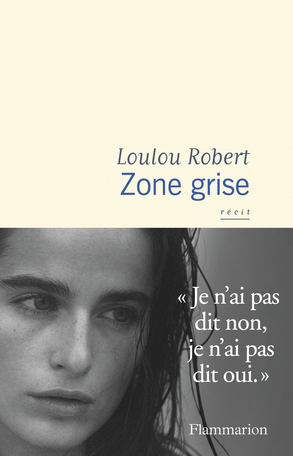 Loulou Robert
Zone grise
récit
« Je n'ai pas
dit non,
je n'ai pas
dit oui. »
Flammarion